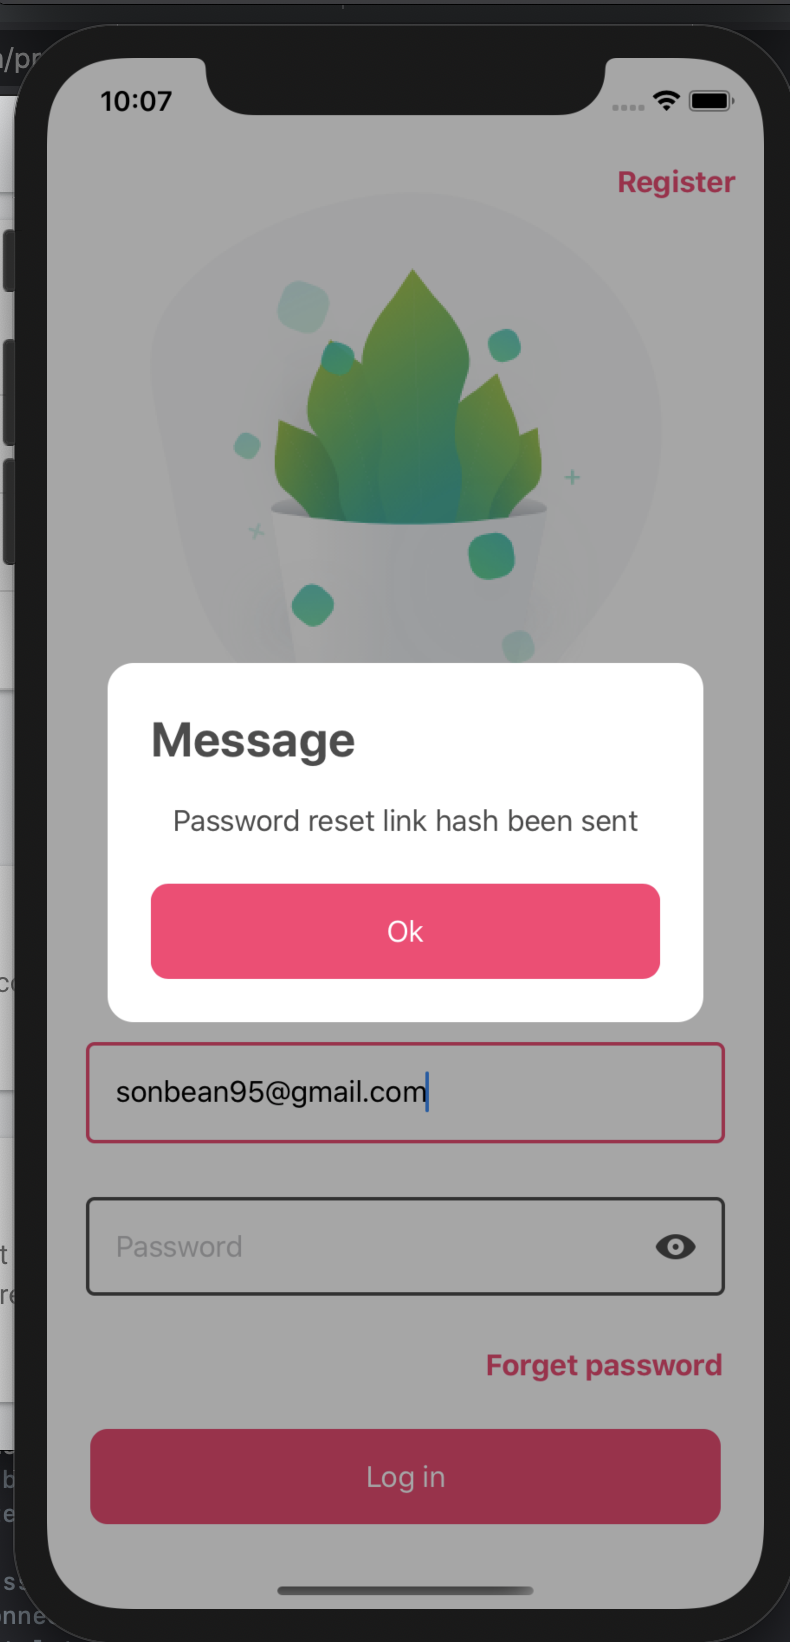 10:07
Register
Message
Password reset link hash been sent
Ok
sonbean95@gmail.com
Password
Forget password
Log in